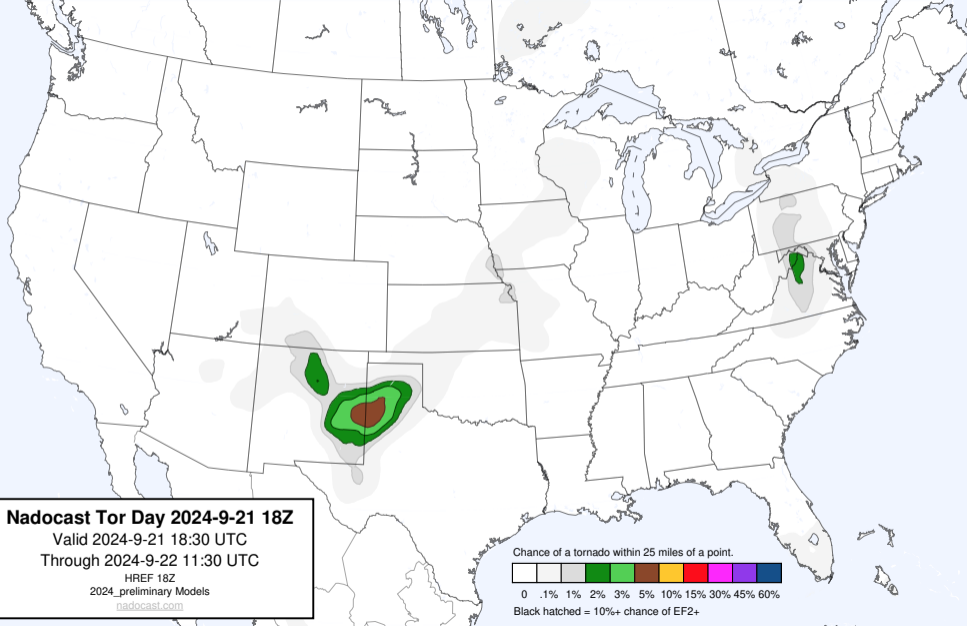 Nadocast Tor Day 2024-9-21 18Z
Valid 2024-9-21 18:30 UTC
Through 2024-9-22 11:30 UTC
HREF 18Z
2024_preliminary Models
nadocast.com
Chance of a tornado within 25 miles of a point.
0 .1% 1% 2% 3% 5% 10% 15% 30% 45% 60%
Black hatched = 10%+ chance of EF2+